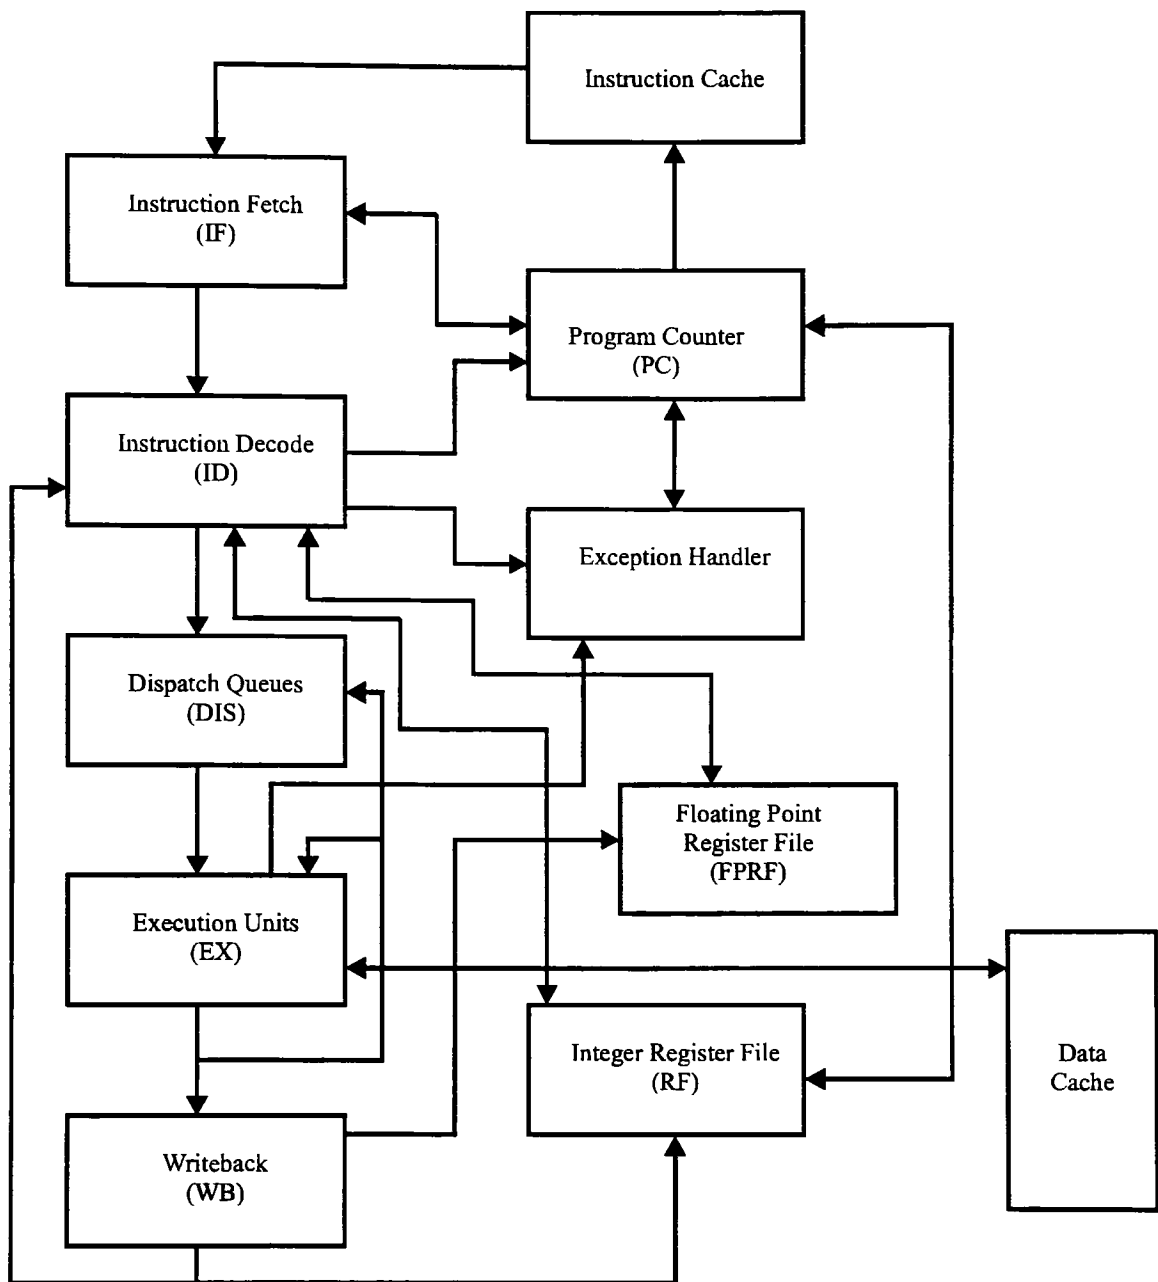 Instruction Cache
Instruction Fetch
(IF)
Program Counter
(PC)
Instruction Decode
(ID)
Exception Handler
Dispatch Queues
(DIS)
Floating Point
Register File
(FPRF)
Execution Units
(EX)
Integer Register File
(RF)
Data
Cache
Writeback
(WB)